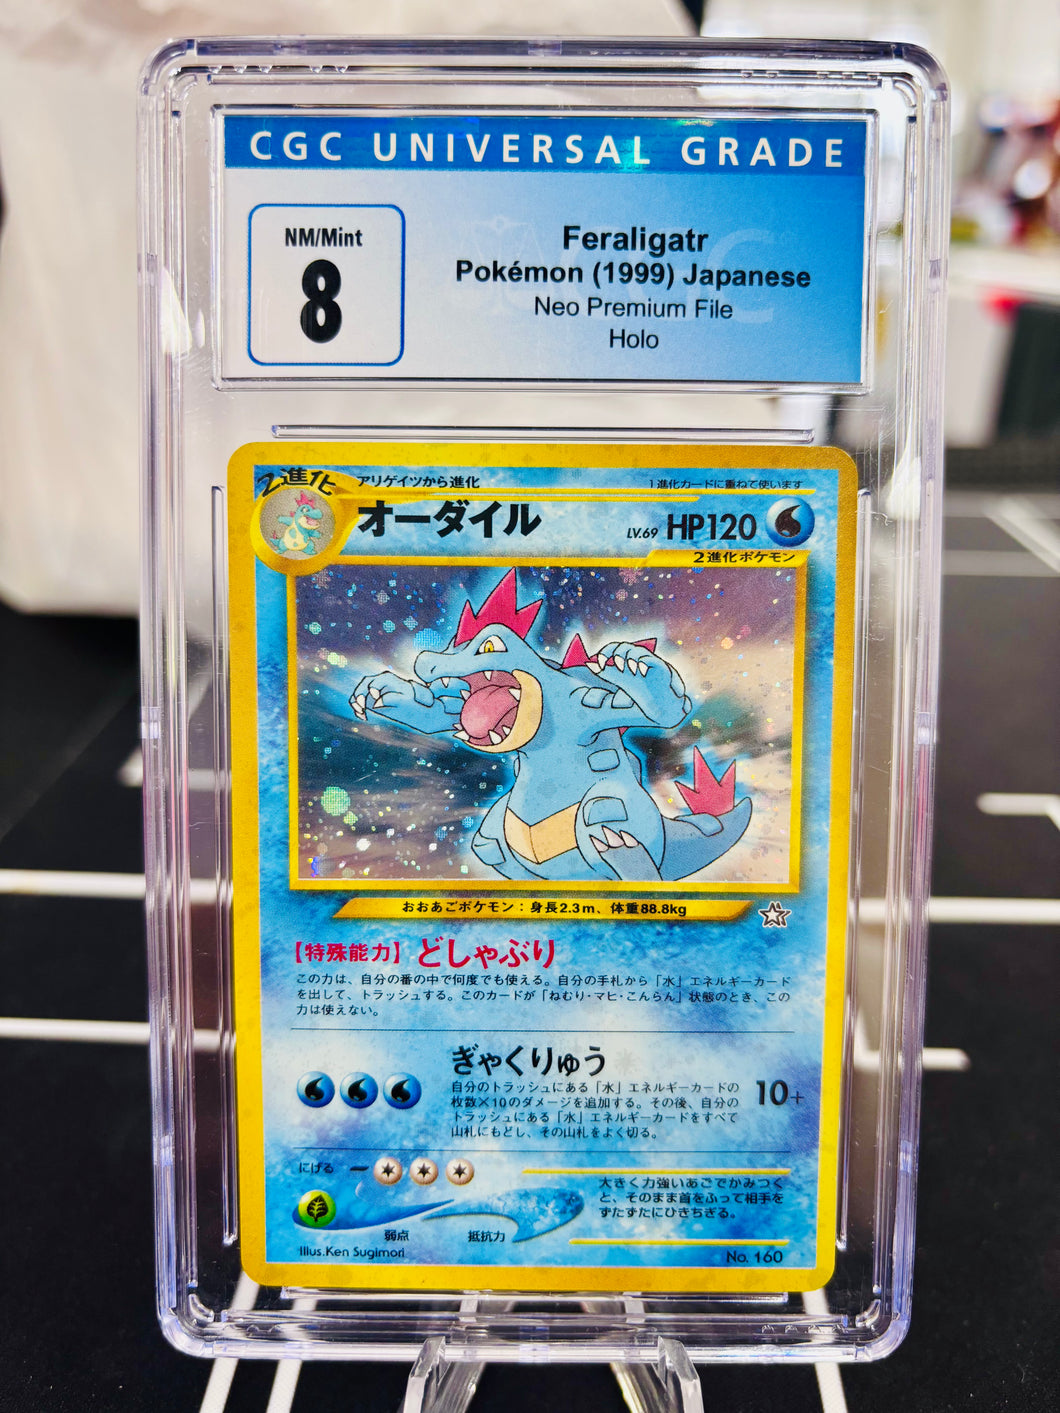 CGC UNIVERSAL GRADE
NM/Mint
8
Feraligatr
Pokémon (1999) Japanese
Neo Premium File
Holo
2進化
アリゲイツから進化
1進化カードに重ねて使います
オーダイル
LV.69 HP120
2進化ポケモン
おおあごポケモン：身長2.3m、体重88.8kg
【特殊能力】どしゃぶり
この力は、自分の番の中で何度でも使える。自分の手札から「水」エネルギーカード
を出して、トラッシュする。このカードが「ねむり・マヒ・こんらん」状態のとき、この
力は使えない。
ぎゃくりゅう
自分のトラッシュにある「水」エネルギーカードの
枚数×10のダメージを追加する。その後、自分の
トラッシュにある「水」エネルギーカードをすべて
山札にもどし、その山札をよく切る。
10+
にげる
弱点
抵抗力
大きく力強いあごでかみつく
と、そのまま首をふって相手を
ずたずたにひきちぎる。
Illus.Ken Sugimori
No. 160